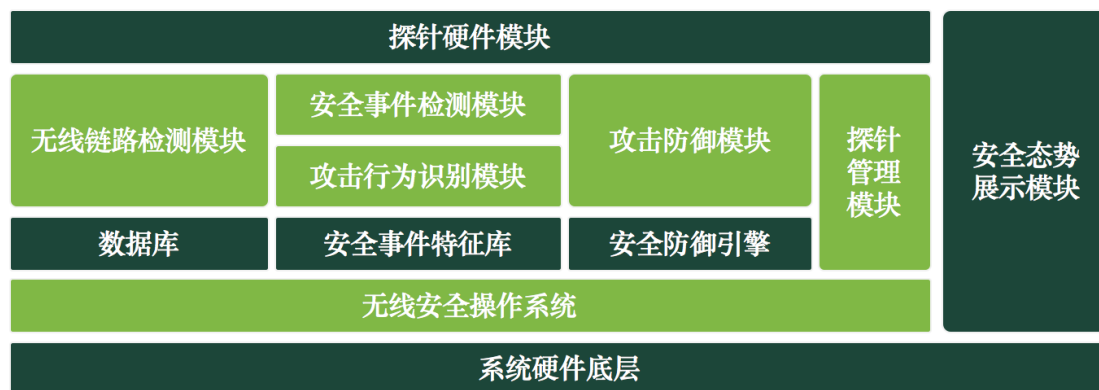 探针硬件模块
无线链路检测模块
安全事件检测模块
攻击行为识别模块
攻击防御模块
探针
管理
模块
安全态势
展示模块
数据库
安全事件特征库
安全防御引擎
无线安全操作系统
系统硬件底层